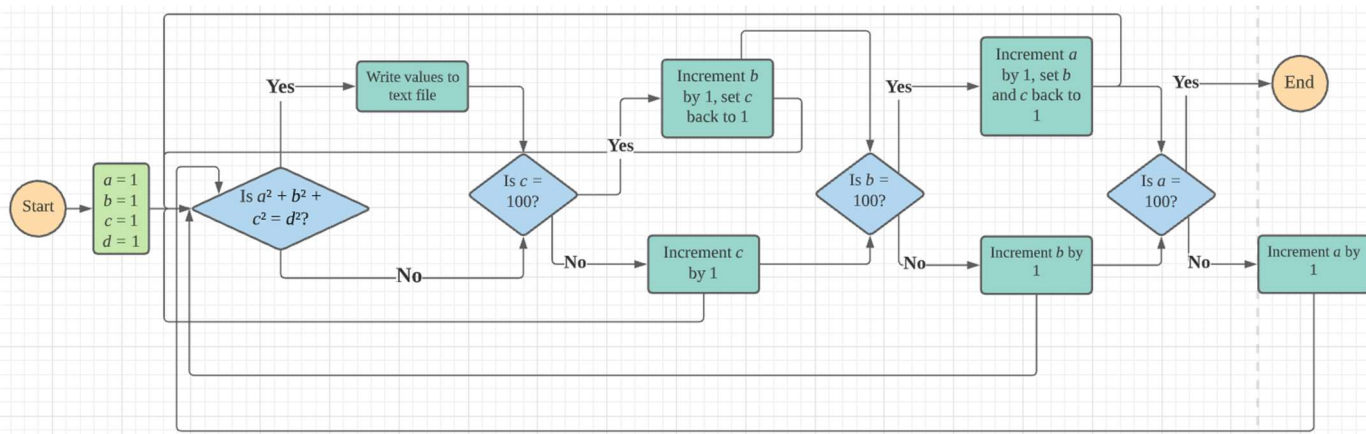 Start
a = 1
b = 1
c = 1
d = 1
Is a² + b² +
c² = d²?
Yes
Write values to
text file
No
Is c =
100?
Yes
Increment b
by 1, set c
back to 1
No
Increment c
by 1
Is b =
100?
Yes
Increment a
by 1, set b
and c back to
1
No
Increment b by
1
Is a =
100?
Yes
End
No
Increment a by
1